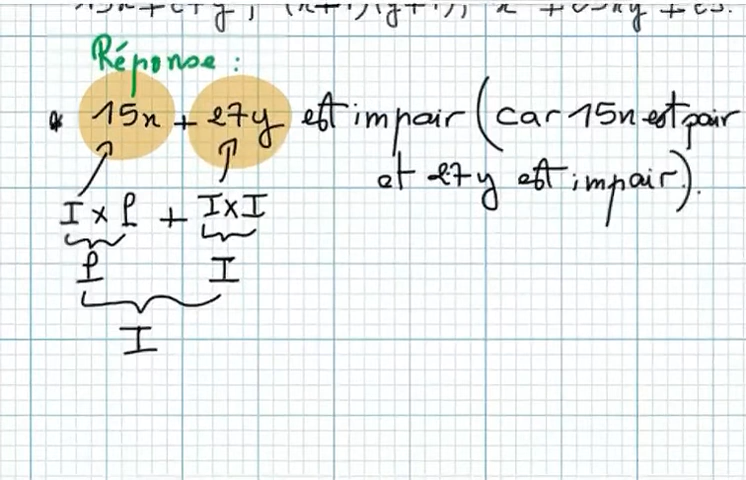 Réponse :
* 15x + 27y est impair (car 15x est pair
et 27y est impair).
I x P + I x I
P I
I